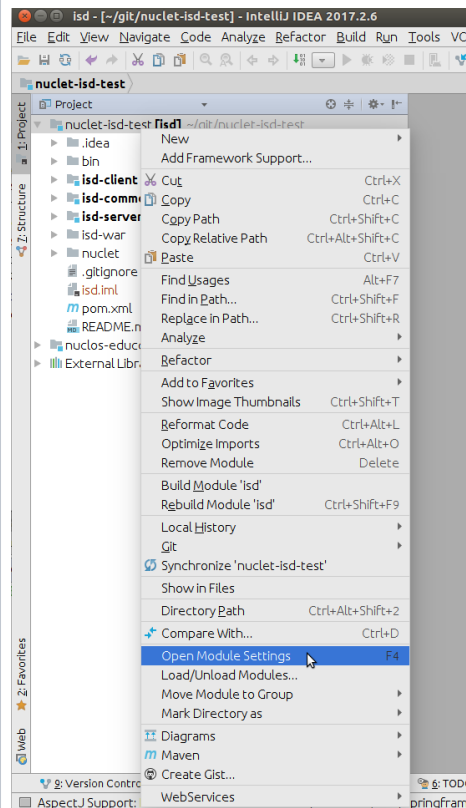 isd - [~/git/nuclet-isd-test] - IntelliJ IDEA 2017.2.6
File Edit View Navigate Code Analyze Refactor Build Run Tools VC
nuclet-isd-test
Project
nuclet-isd-test [isd] ~/git/nuclet-isd-test
New
.idea
Add Framework Support...
bin
isd-client
Cut Ctrl+X
isd-comm
Copy Ctrl+C
isd-server
Copy Path Ctrl+Shift+C
isd-war
Copy Relative Path Ctrl+Alt+Shift+C
nuclet
Paste Ctrl+V
.gitignore
Find Usages Alt+F7
isd.iml
Find in Path... Ctrl+Shift+F
pom.xml
Replace in Path... Ctrl+Shift+R
README.m
Analyze
nuclos-educ
External Libr
Refactor
Add to Favorites
Show Image Thumbnails Ctrl+Shift+T
Reformat Code Ctrl+Alt+L
Optimize Imports Ctrl+Alt+O
Remove Module Delete
Build Module 'isd'
Rebuild Module 'isd' Ctrl+Shift+F9
Local History
Git
Synchronize 'nuclet-isd-test'
Show in Files
Directory Path Ctrl+Alt+Shift+2
Compare With... Ctrl+D
Open Module Settings F4
Load/Unload Modules...
Move Module to Group
Mark Directory as
Diagrams
Maven
Create Gist...
WebServices
1: Project
7: Structure
2: Favorites
Web
9: Version Contro
6: TODO
AspectJ Support:
pringfram